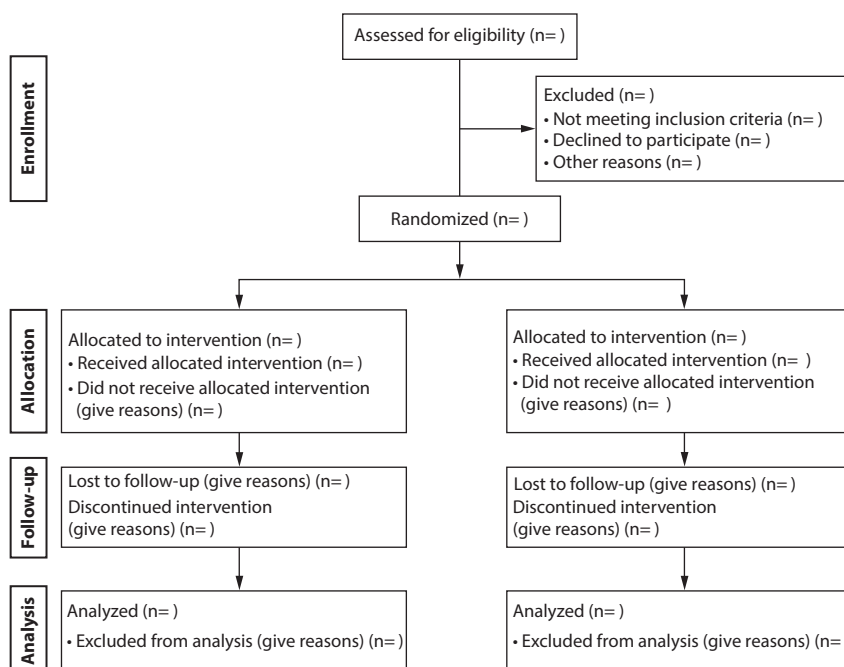 Assessed for eligibility (n= )
Enrollment
Excluded (n= )
• Not meeting inclusion criteria (n= )
• Declined to participate (n= )
• Other reasons (n= )
Randomized (n= )
Allocation
Allocated to intervention (n= )
• Received allocated intervention (n= )
• Did not receive allocated intervention
(give reasons) (n= )
Allocated to intervention (n= )
• Received allocated intervention (n= )
• Did not receive allocated intervention
(give reasons) (n= )
Follow-up
Lost to follow-up (give reasons) (n= )
Discontinued intervention
(give reasons) (n= )
Lost to follow-up (give reasons) (n= )
Discontinued intervention
(give reasons) (n= )
Analysis
Analyzed (n= )
• Excluded from analysis (give reasons) (n= )
Analyzed (n= )
• Excluded from analysis (give reasons) (n=